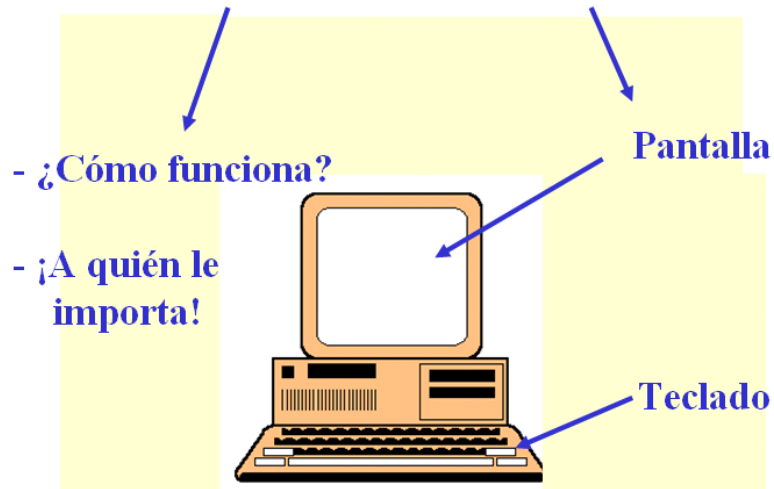 - ¿Cómo funciona?
Pantalla
- ¡A quién le
importa!
Teclado